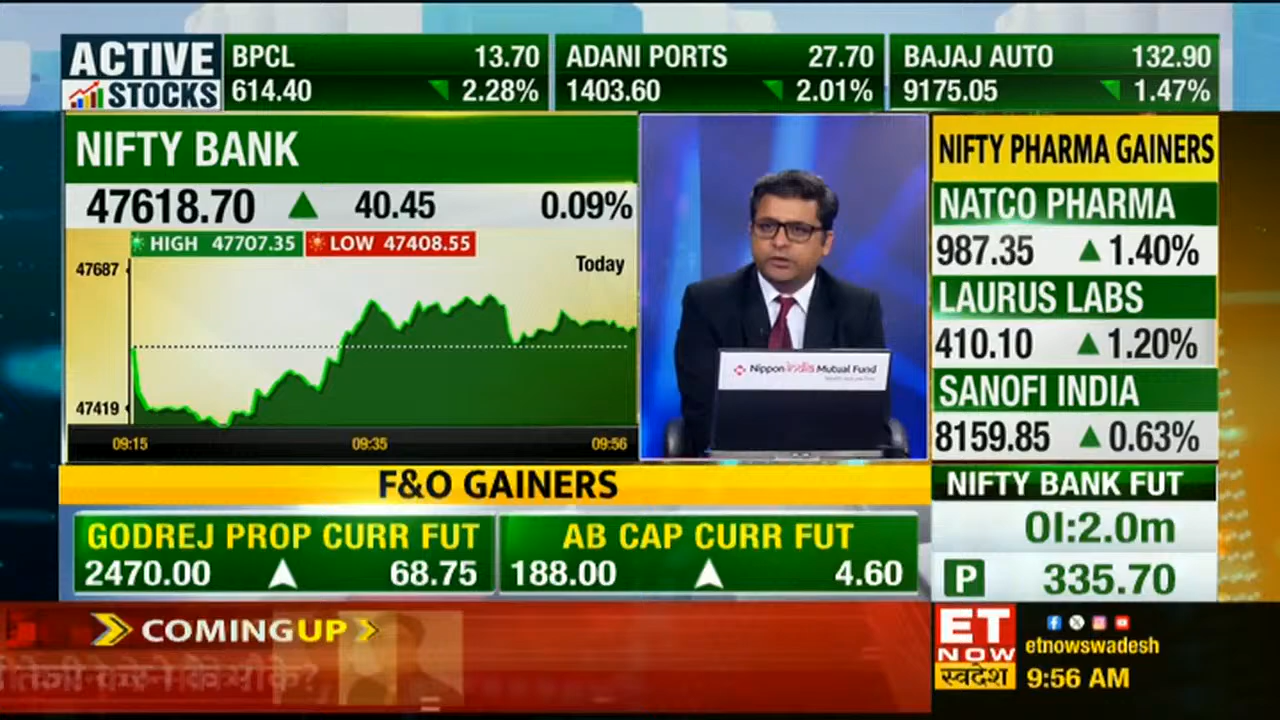 ACTIVE STOCKS
BPCL 13.70
614.40 2.28%
ADANI PORTS 27.70
1403.60 2.01%
BAJAJ AUTO 132.90
9175.05 1.47%
NIFTY BANK
47618.70 40.45 0.09%
HIGH 47707.35 LOW 47408.55
Today
47687
47419
09:15 09:35 09:56
Nippon india Mutual Fund
NIFTY PHARMA GAINERS
NATCO PHARMA
987.35 1.40%
LAURUS LABS
410.10 1.20%
SANOFI INDIA
8159.85 0.63%
NIFTY BANK FUT
OI:2.0m
P 335.70
F&O GAINERS
GODREJ PROP CURR FUT
2470.00 68.75
AB CAP CURR FUT
188.00 4.60
COMING UP
ET NOW स्वदेश
etnowswadesh
9:56 AM